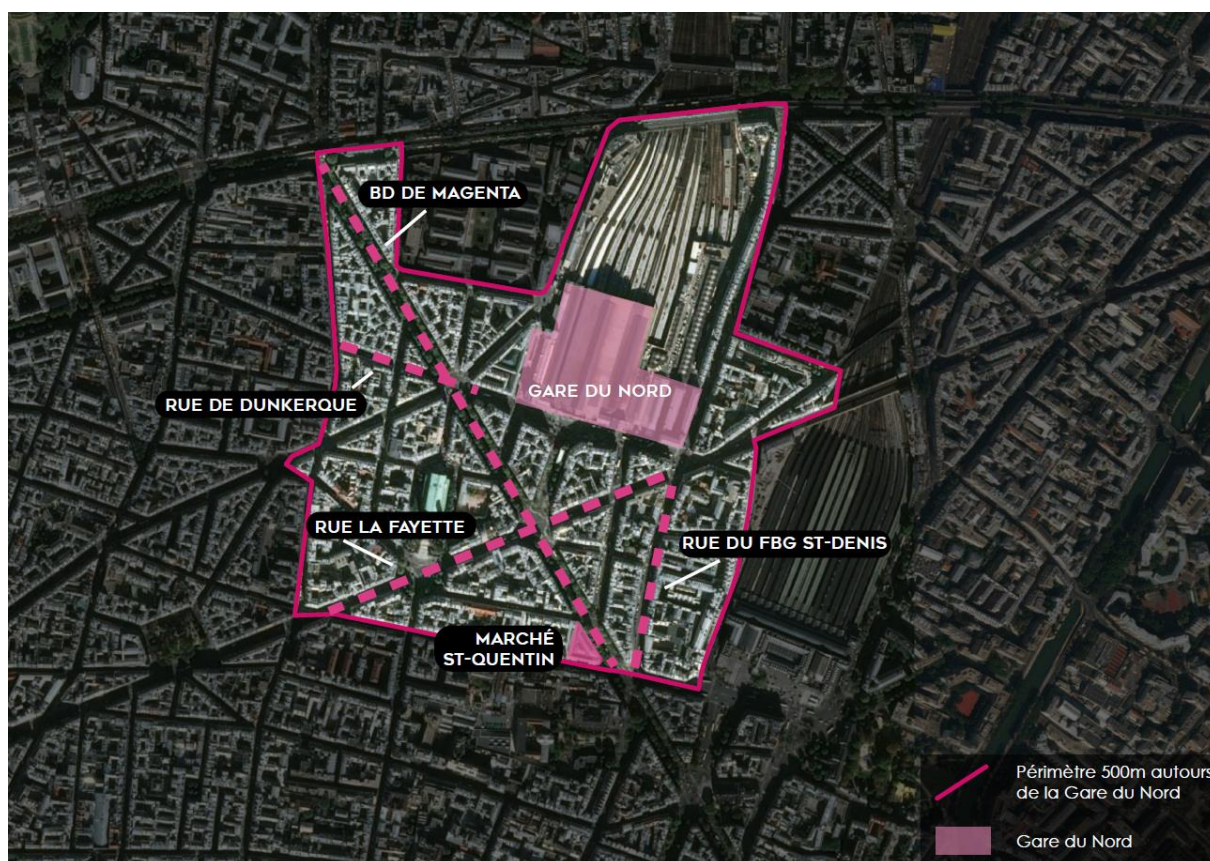 BD DE MAGENTA
RUE DE DUNKERQUE
GARE DU NORD
RUE LA FAYETTE
RUE DU FBG ST-DENIS
MARCHÉ
ST-QUENTIN
Périmètre 500m autours
de la Gare du Nord
Gare du Nord